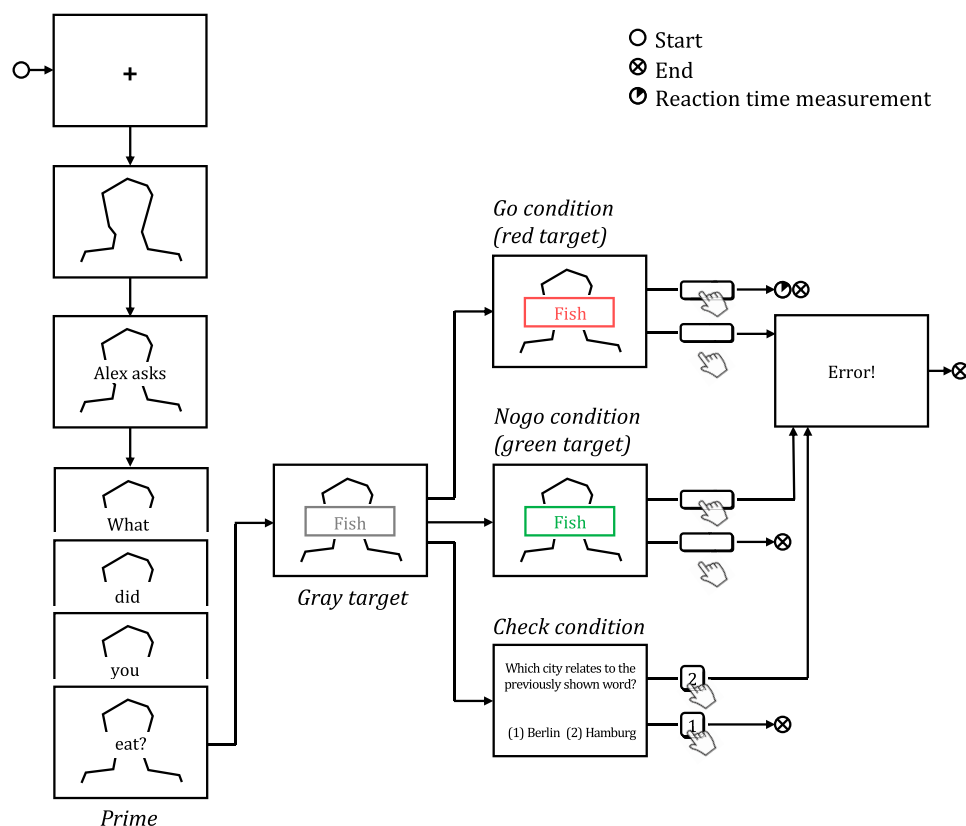 Start
End
Reaction time measurement
+
Alex asks
What
did
you
eat?
Prime
Fish
Gray target
Go condition
(red target)
Fish
Nogo condition
(green target)
Fish
Check condition
Which city relates to the
previously shown word?
(1) Berlin (2) Hamburg
2
1
Error!